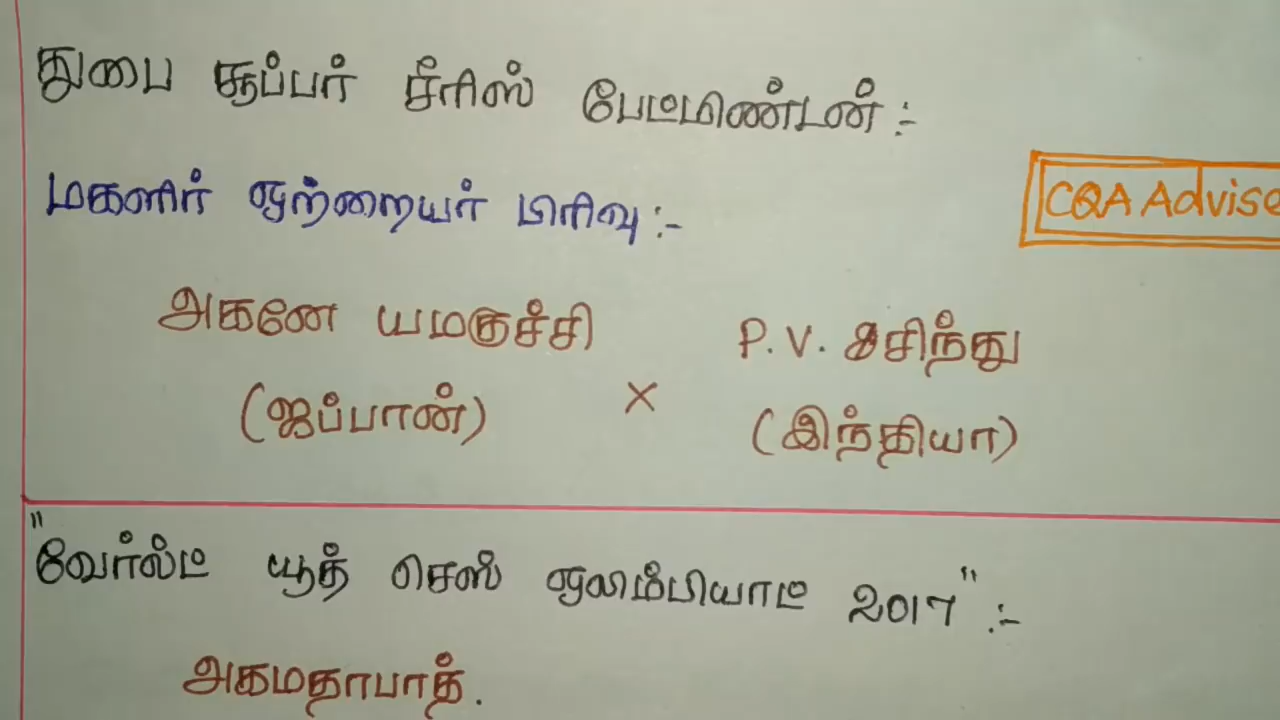 துபை சூப்பர் சீரிஸ் பேட்மிண்டன் :-
மகளிர் ஒற்றையர் பிரிவு :-
CQA Advise
அகனே யமகுச்சி × P.V. சிந்து
(ஜப்பான்) (இந்தியா)
"வேர்ல்ட் யூத் செஸ் ஒலிம்பியாட் 2017" :-
அகமதாபாத்.